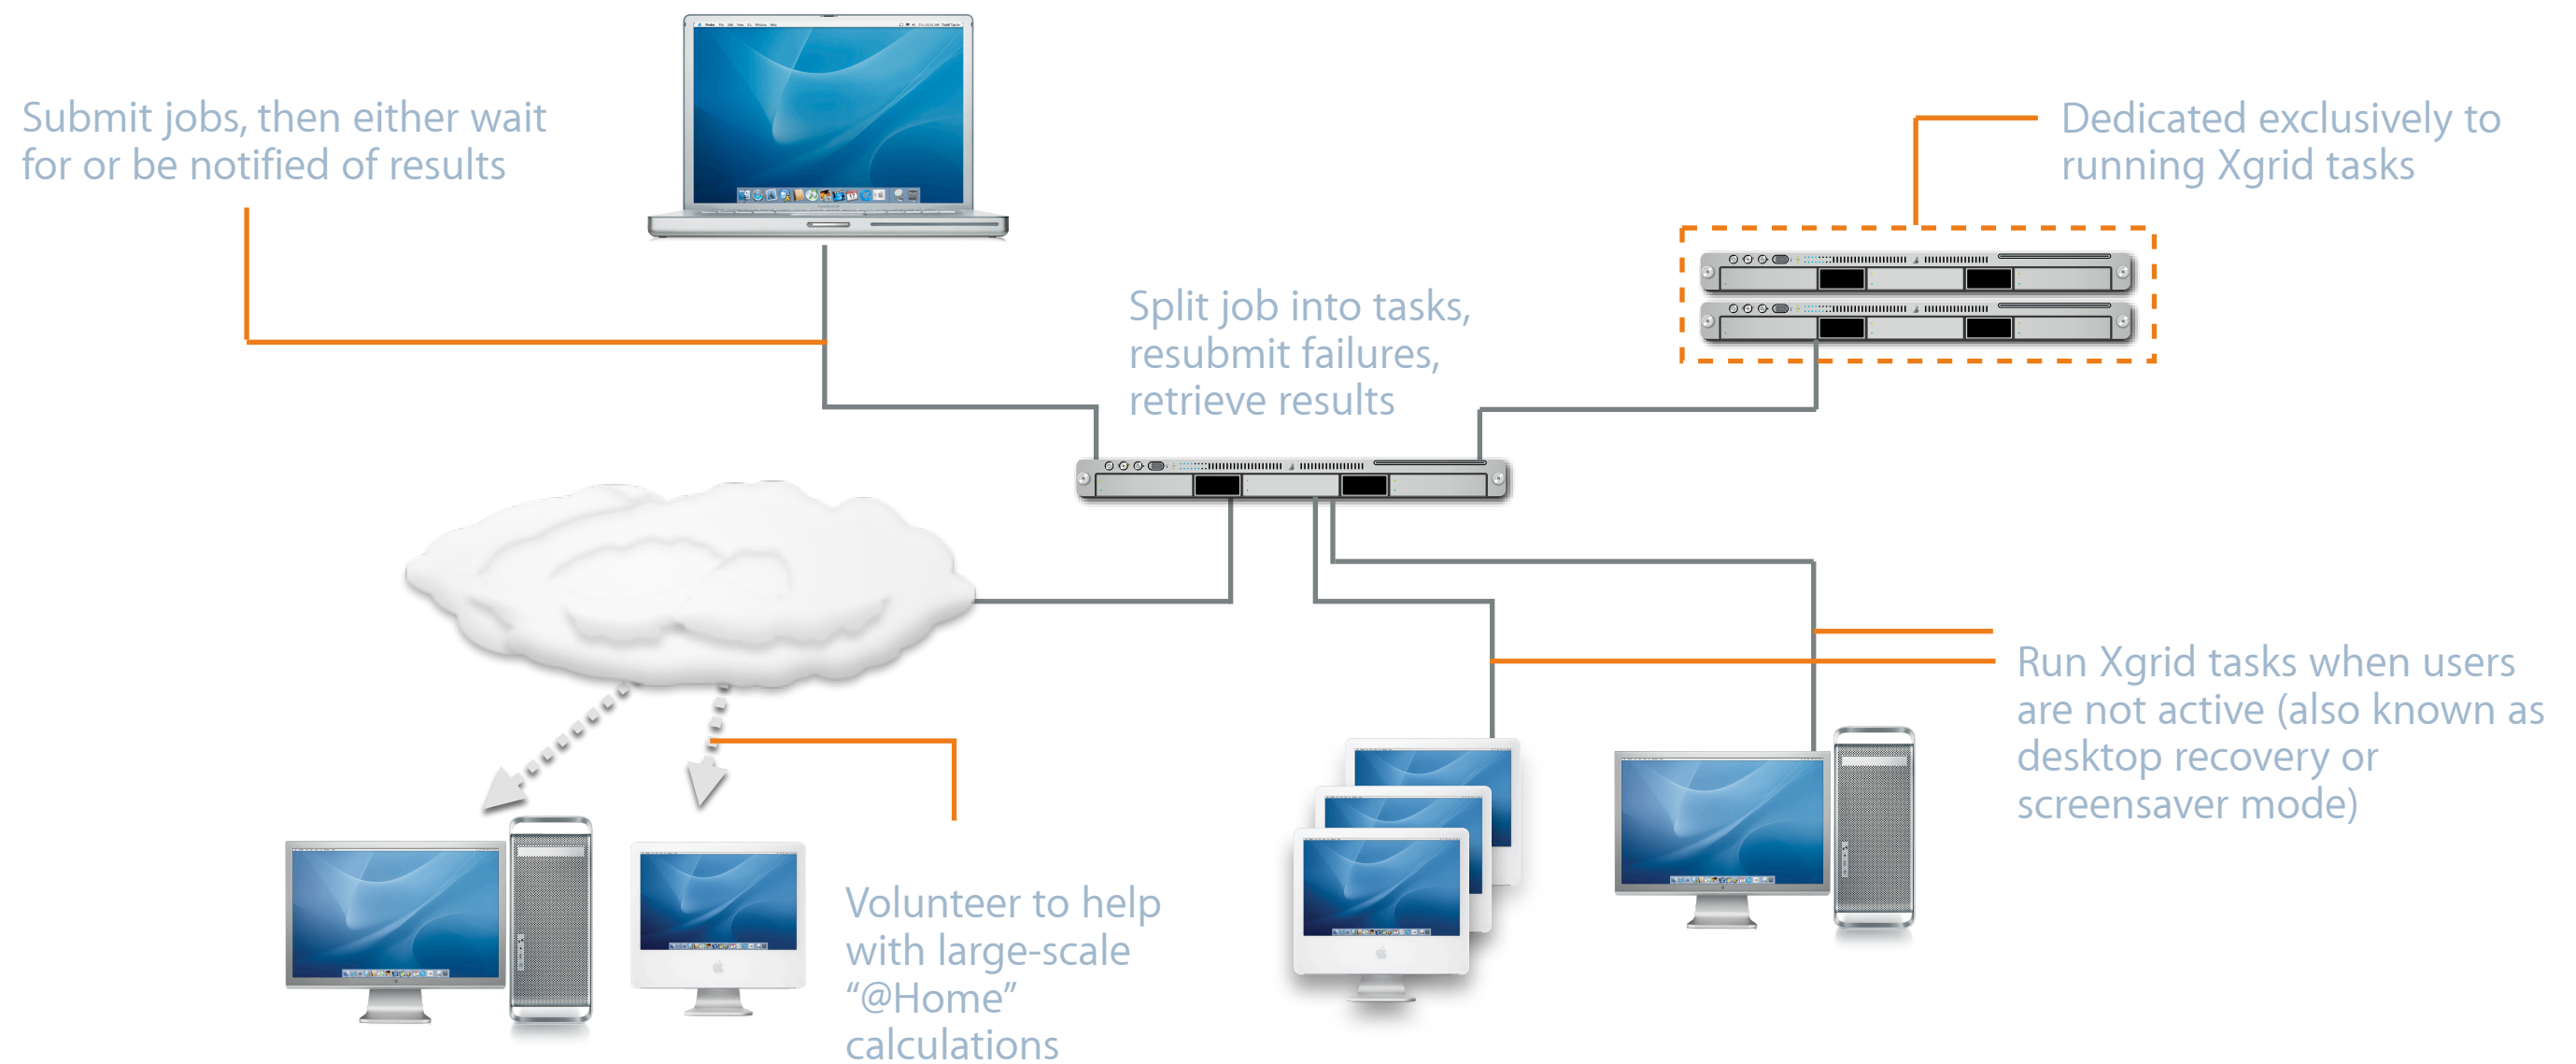 Submit jobs, then either wait
for or be notified of results
Dedicated exclusively to
running Xgrid tasks
Split job into tasks,
resubmit failures,
retrieve results
Run Xgrid tasks when users
are not active (also known as
desktop recovery or
screensaver mode)
Volunteer to help
with large-scale
“@Home”
calculations